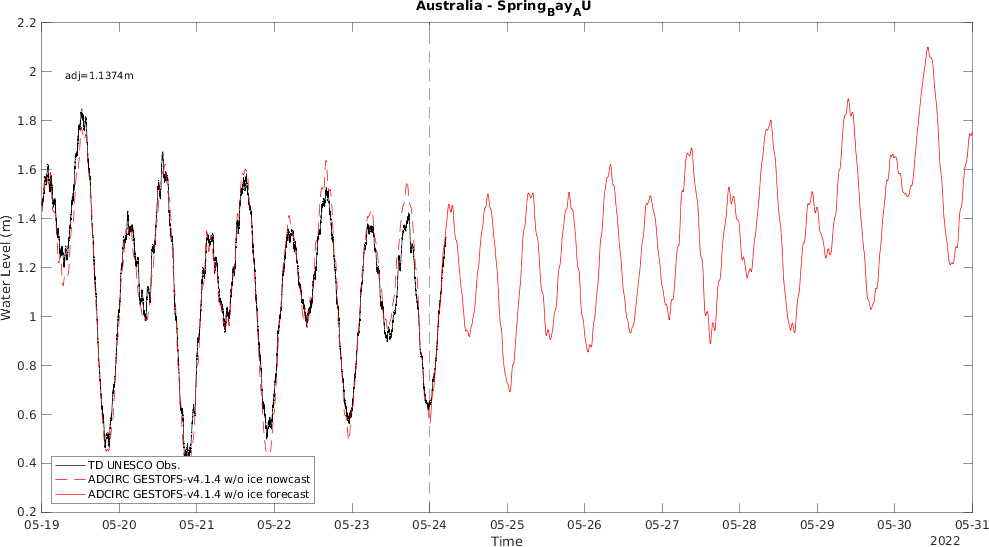 Australia - Spring_Bay_AU
2.2
2
1.8
1.6
1.4
1.2
1
0.8
0.6
0.4
0.2
Water Level (m)
adj=1.1374m
TD UNESCO Obs.
ADCIRC GESTOFS-v4.1.4 w/o ice nowcast
ADCIRC GESTOFS-v4.1.4 w/o ice forecast
05-19 05-20 05-21 05-22 05-23 05-24 05-25 05-26 05-27 05-28 05-29 05-30 05-31
Time
2022